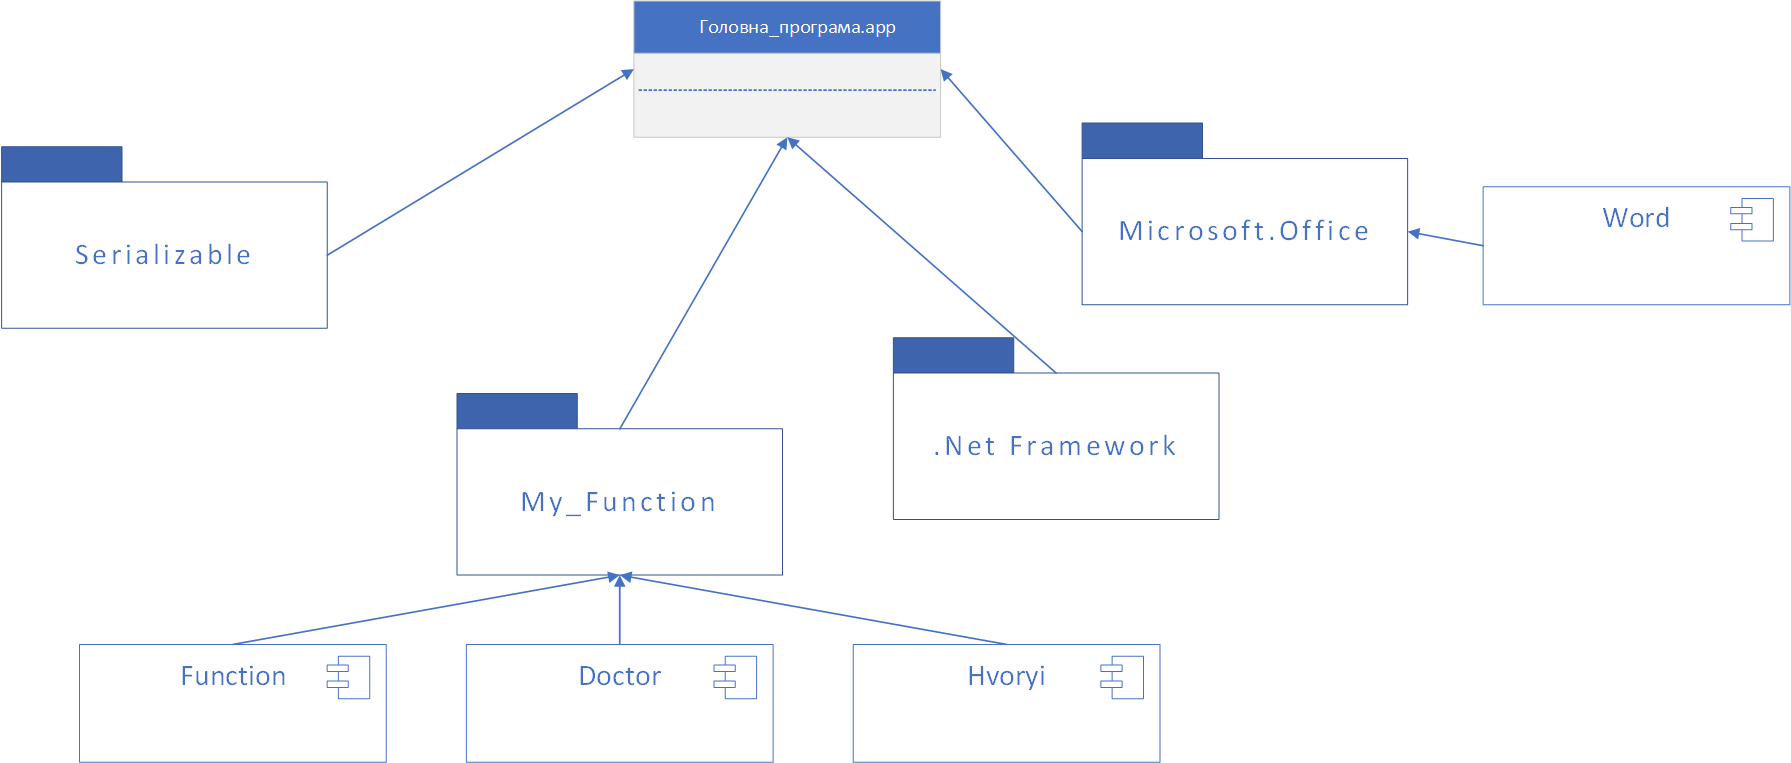 Головна_програма.app
Serializable
Microsoft.Office
Word
.Net Framework
My_Function
Function
Doctor
Hvoryi